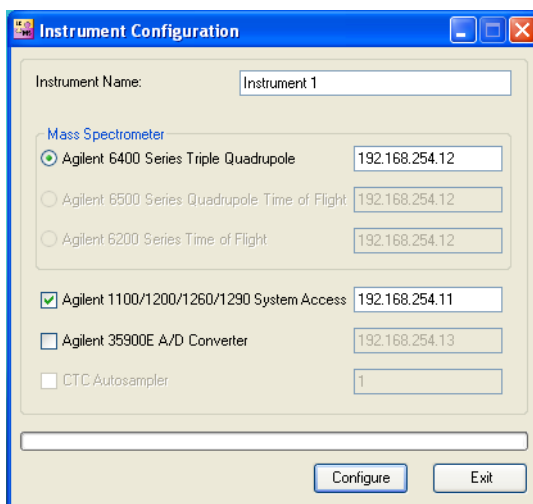 Instrument Configuration
Instrument Name: Instrument 1
Mass Spectrometer
Agilent 6400 Series Triple Quadrupole 192.168.254.12
Agilent 6500 Series Quadrupole Time of Flight 192.168.254.12
Agilent 6200 Series Time of Flight 192.168.254.12
Agilent 1100/1200/1260/1290 System Access 192.168.254.11
Agilent 35900E A/D Converter 192.168.254.13
CTC Autosampler 1
Configure Exit